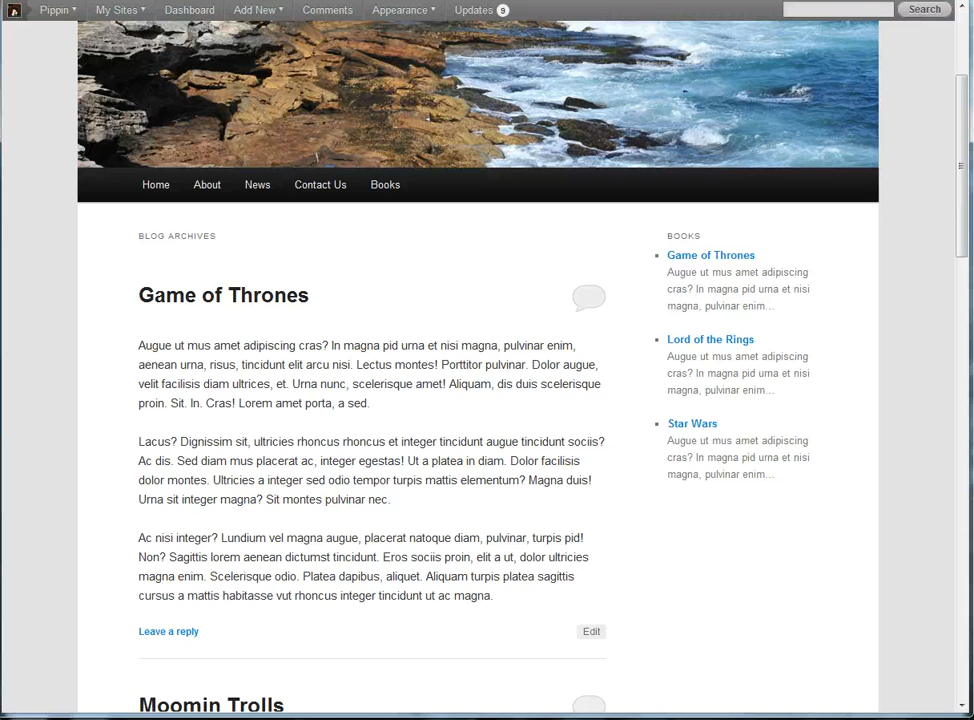 Pippin My Sites Dashboard Add New Comments Appearance Updates 9 Search
Home About News Contact Us Books
BLOG ARCHIVES
Game of Thrones
Augue ut mus amet adipiscing cras? In magna pid urna et nisi magna, pulvinar enim,
aenean urna, risus, tincidunt elit arcu nisi. Lectus montes! Porttitor pulvinar. Dolor augue,
velit facilisis diam ultrices, et. Urna nunc, scelerisque amet! Aliquam, dis duis scelerisque
proin. Sit. In. Cras! Lorem amet porta, a sed.
Lacus? Dignissim sit, ultricies rhoncus rhoncus et integer tincidunt augue tincidunt sociis?
Ac dis. Sed diam mus placerat ac, integer egestas! Ut a platea in diam. Dolor facilisis
dolor montes. Ultricies a integer sed odio tempor turpis mattis elementum? Magna duis!
Urna sit integer magna? Sit montes pulvinar nec.
Ac nisi integer? Lundium vel magna augue, placerat natoque diam, pulvinar, turpis pid!
Non? Sagittis lorem aenean dictumst tincidunt. Eros sociis proin, elit a ut, dolor ultricies
magna enim. Scelerisque odio. Platea dapibus, aliquet. Aliquam turpis platea sagittis
cursus a mattis habitasse vut rhoncus integer tincidunt ut ac magna.
Leave a reply Edit
Moomin Trolls
BOOKS
Game of Thrones
Augue ut mus amet adipiscing
cras? In magna pid urna et nisi
magna, pulvinar enim…
Lord of the Rings
Augue ut mus amet adipiscing
cras? In magna pid urna et nisi
magna, pulvinar enim…
Star Wars
Augue ut mus amet adipiscing
cras? In magna pid urna et nisi
magna, pulvinar enim…